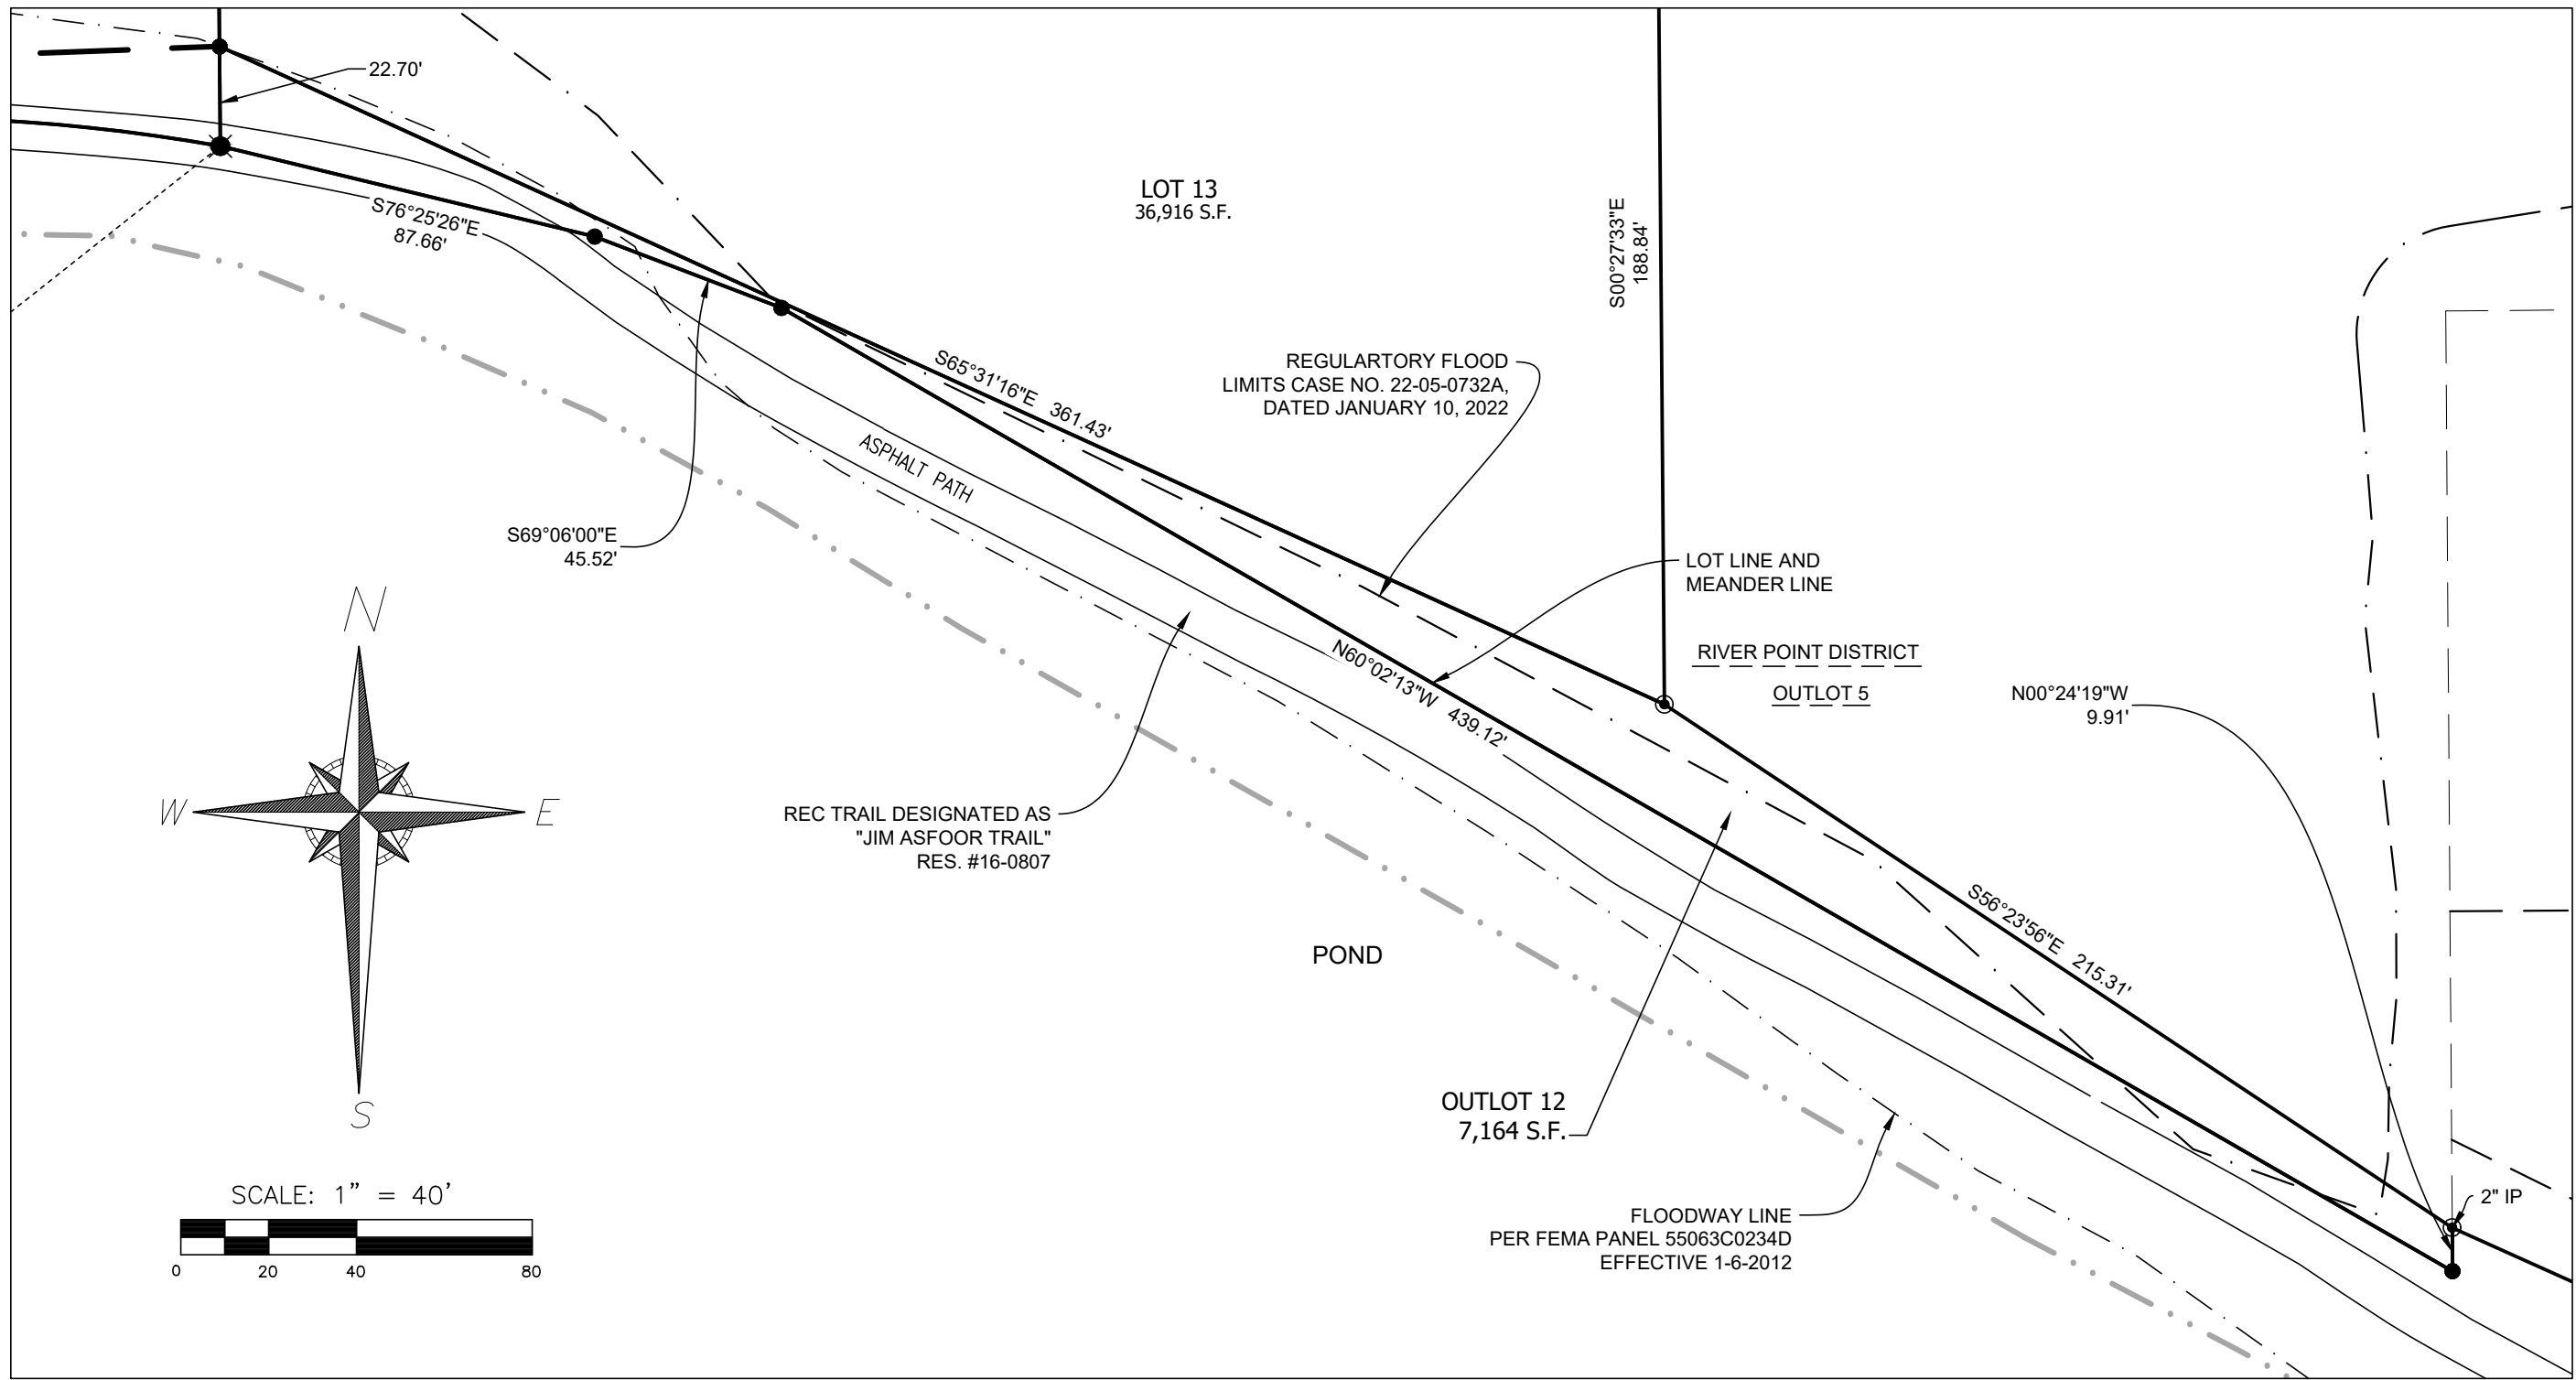 22.70'
S76°25'26"E
87.66'
LOT 13
36,916 S.F.
S00°27'33"E
188.84'
S65°31'16"E 361.43'
REGULARTORY FLOOD
LIMITS CASE NO. 22-05-0732A,
DATED JANUARY 10, 2022
ASPHALT PATH
S69°06'00"E
45.52'
LOT LINE AND
MEANDER LINE
N60°02'13"W 439.12'
RIVER POINT DISTRICT
OUTLOT 5
N00°24'19"W
9.91'
N
W
E
S
REC TRAIL DESIGNATED AS
"JIM ASFOOR TRAIL"
RES. #16-0807
POND
S56°23'56"E 215.31'
OUTLOT 12
7,164 S.F.
FLOODWAY LINE
PER FEMA PANEL 55063C0234D
EFFECTIVE 1-6-2012
2" IP
SCALE: 1” = 40’
0 20 40 80